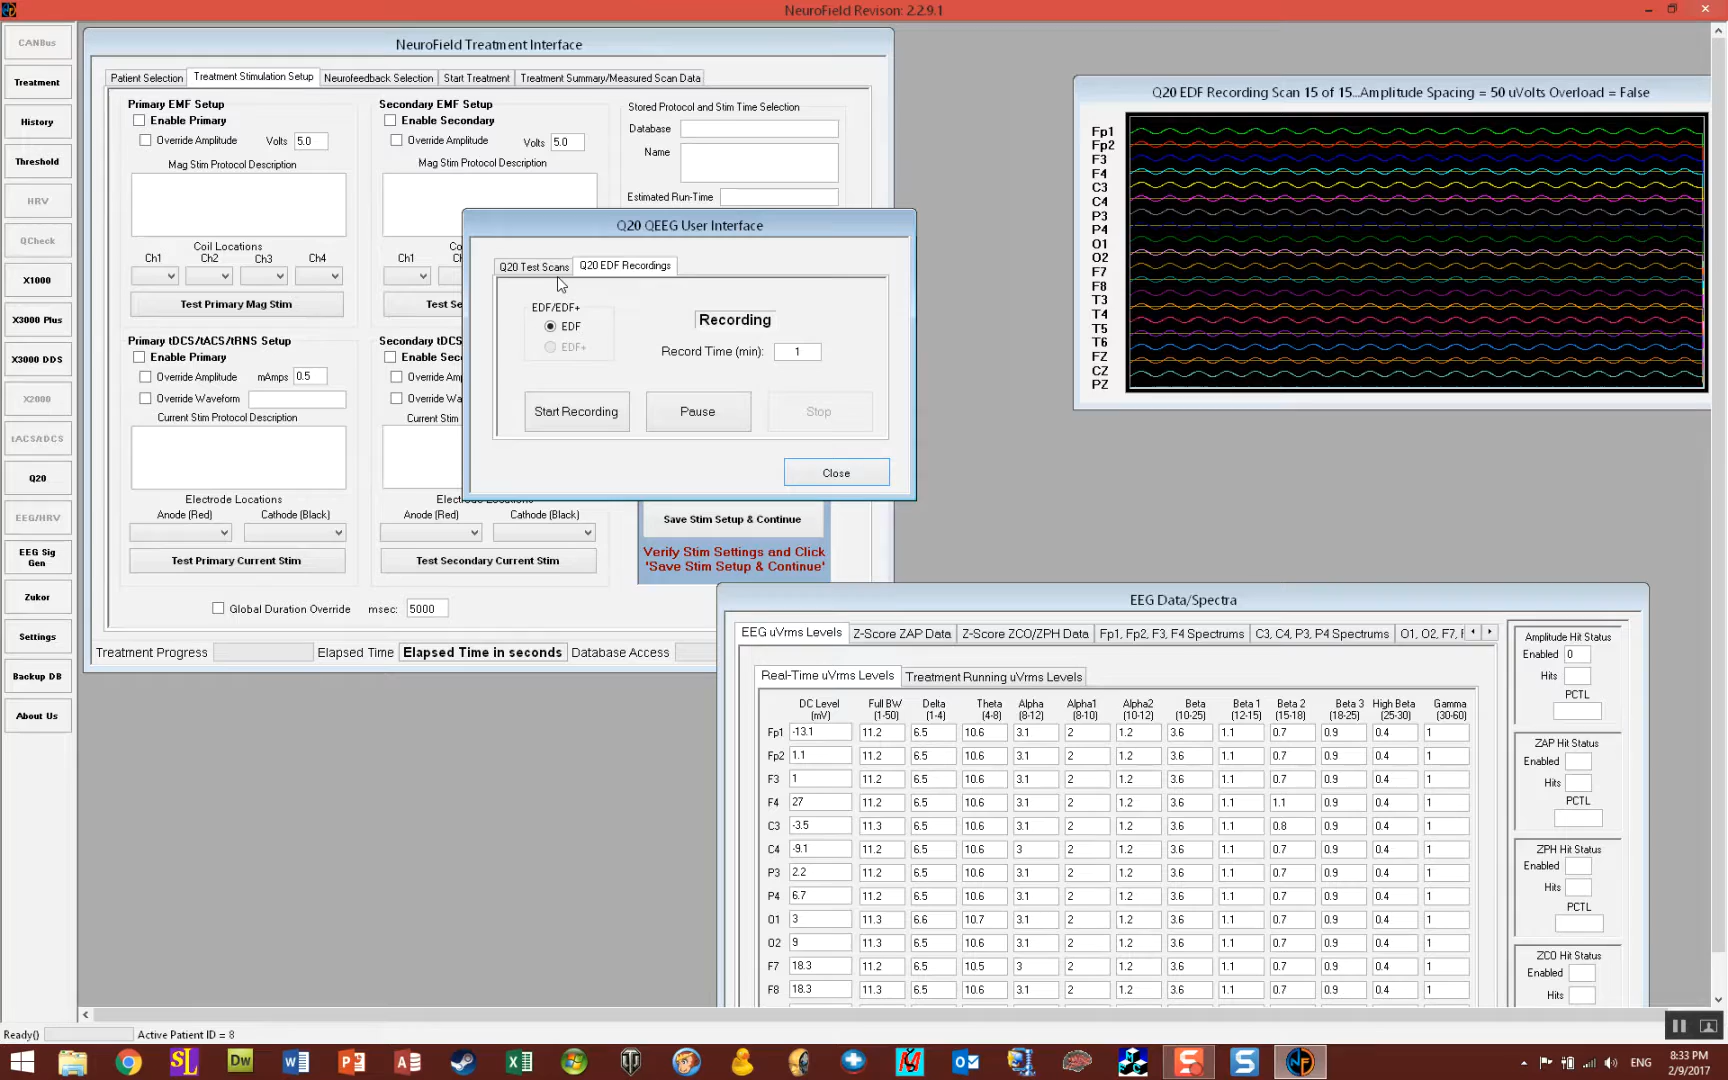 NeuroField Revison: 2.2.9.1
CANBus
Treatment
History
Threshold
HRV
QCheck
X1000
X3000 Plus
X3000 DDS
X2000
tACS/tDCS
Q20
EEG/HRV
EEG Sig
Gen
Zukor
Settings
Backup DB
About Us
NeuroField Treatment Interface
Patient Selection Treatment Stimulation Setup Neurofeedback Selection Start Treatment Treatment Summary/Measured Scan Data
Primary EMF Setup
Enable Primary
Override Amplitude Volts 5.0
Mag Stim Protocol Description
Coil Locations
Ch1 Ch2 Ch3 Ch4
Test Primary Mag Stim
Secondary EMF Setup
Enable Secondary
Override Amplitude Volts 5.0
Mag Stim Protocol Description
Ch1
Stored Protocol and Stim Time Selection
Database
Name
Estimated Run-Time
Primary tDCS/tACS/tRNS Setup
Enable Primary
Override Amplitude mAmps 0.5
Override Waveform
Current Stim Protocol Description
Electrode Locations
Anode (Red) Cathode (Black)
Test Primary Current Stim
Electrode Locations
Anode (Red) Cathode (Black)
Test Secondary Current Stim
Save Stim Setup & Continue
Verify Stim Settings and Click
'Save Stim Setup & Continue'
Global Duration Override msec: 5000
Treatment Progress Elapsed Time Elapsed Time in seconds Database Access
Q20 QEEG User Interface
Q20 Test Scans Q20 EDF Recordings
EDF/EDF+
EDF
EDF+
Recording
Record Time (min): 1
Start Recording Pause Stop
Close
Q20 EDF Recording Scan 15 of 15...Amplitude Spacing = 50 uVolts Overload = False
Fp1
Fp2
F3
F4
C3
C4
P3
P4
O1
O2
F7
F8
T3
T4
T5
T6
FZ
CZ
PZ
EEG Data/Spectra
EEG uVrms Levels Z-Score ZAP Data Z-Score ZCO/ZPH Data Fp1, Fp2, F3, F4 Spectrums C3, C4, P3, P4 Spectrums O1, O2, F7, F
Real-Time uVrms Levels Treatment Running uVrms Levels
DC Level Full BW Delta Theta Alpha Alpha1 Alpha2 Beta Beta 1 Beta 2 Beta 3 High Beta Gamma
(mV) (1-50) (1-4) (4-8) (8-12) (8-10) (10-12) (10-25) (12-15) (15-18) (18-25) (25-30) (30-60)
Fp1 -13.1 11.2 6.5 10.6 3.1 2 1.2 3.6 1.1 0.7 0.9 0.4 1
Fp2 1.1 11.2 6.5 10.6 3.1 2 1.2 3.6 1.1 0.7 0.9 0.4 1
F3 1 11.2 6.5 10.6 3.1 2 1.2 3.6 1.1 0.7 0.9 0.4 1
F4 27 11.2 6.5 10.6 3.1 2 1.2 3.6 1.1 1.1 0.9 0.4 1
C3 -3.5 11.3 6.5 10.6 3.1 2 1.2 3.6 1.1 0.8 0.9 0.4 1
C4 -9.1 11.2 6.5 10.6 3 2 1.2 3.6 1.1 0.7 0.9 0.4 1
P3 2.2 11.2 6.5 10.6 3.1 2 1.2 3.6 1.1 0.7 0.9 0.4 1
P4 6.7 11.2 6.5 10.6 3.1 2 1.2 3.6 1.1 0.7 0.9 0.4 1
O1 3 11.3 6.6 10.7 3.1 2 1.2 3.6 1.1 0.7 0.9 0.4 1
O2 9 11.3 6.5 10.6 3.1 2 1.2 3.6 1.1 0.7 0.9 0.4 1
F7 18.3 11.2 6.5 10.5 3 2 1.2 3.6 1.1 0.7 0.9 0.4 1
F8 18.3 11.3 6.5 10.6 3.1 2 1.2 3.6 1.1 0.7 0.9 0.4 1
Amplitude Hit Status
Enabled 0
Hits
PCTL
ZAP Hit Status
Enabled
Hits
PCTL
ZPH Hit Status
Enabled
Hits
PCTL
ZCO Hit Status
Enabled
Hits
Ready() Active Patient ID = 8
ENG
8:33 PM
2/9/2017